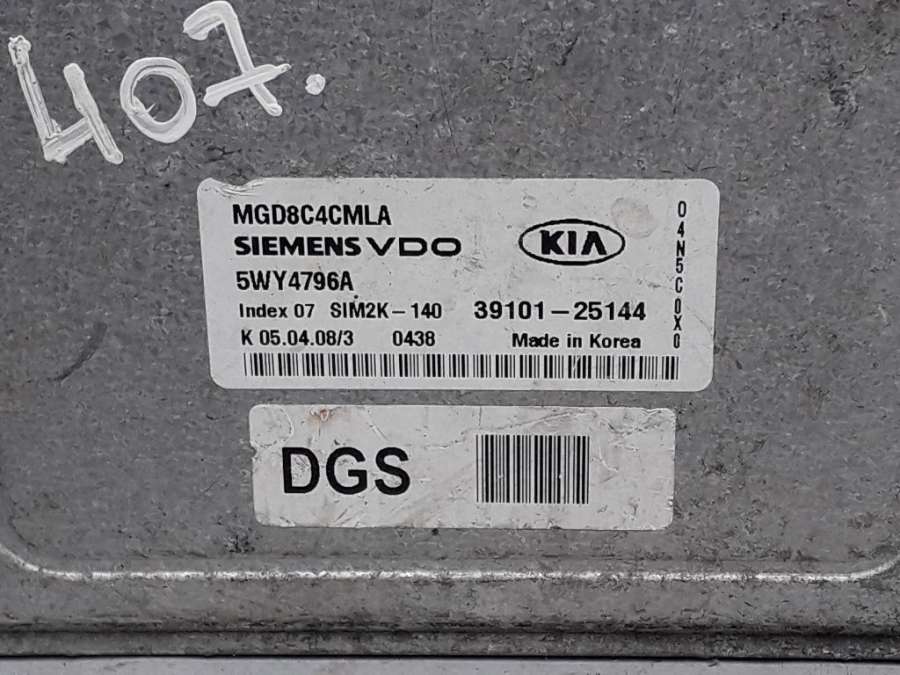 407.
MGD8C4CMLA
SIEMENS VDO
KIA
5WY4796A
Index 07 SIM2K-140 39101-25144
K 05.04.08/3 0438 Made in Korea
04N5C0X0
DGS